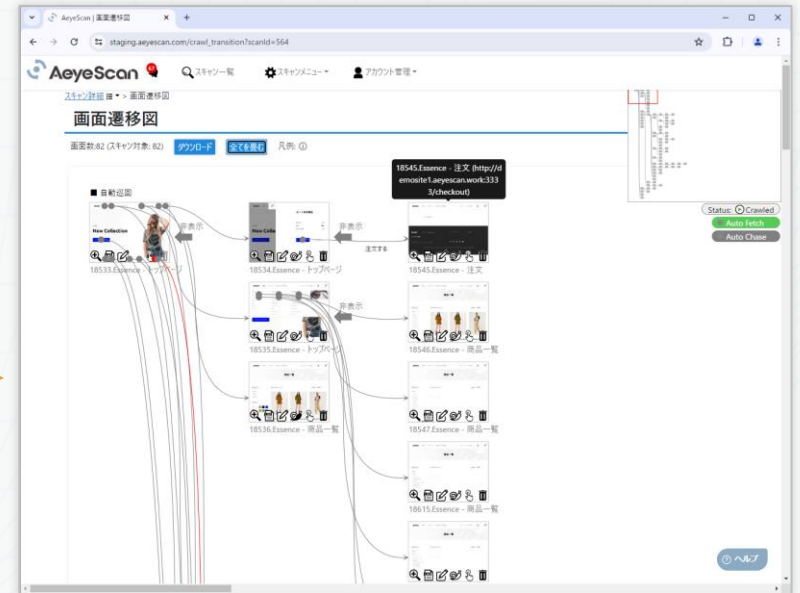 AeyeScan | 画面遷移図
staging.aeyescan.com/crawl_transition?scanId=564
AeyeScan
スキャン一覧
スキャンメニュー
アカウント管理
スキャン詳細 > 画面遷移図
画面遷移図
画面数:82 (スキャン対象: 82)
ダウンロード
全てを畳む
凡例:
Status: Crawled
Auto Fetch
Auto Chase
18545.Essence - 注文 (http://d
emosite1.aeyescan.work:333
3/checkout)
■ 自動巡回
New Collection
非表示
New Colle
非表示
注文する
18533.Essence - トップページ
18534.Essence - トップページ
18545.Essence - 注文
非表示
18535.Essence - トップページ
18546.Essence - 商品一覧
18536.Essence - 商品一覧
18547.Essence - 商品一覧
18615.Essence - 商品一覧
ヘルプ